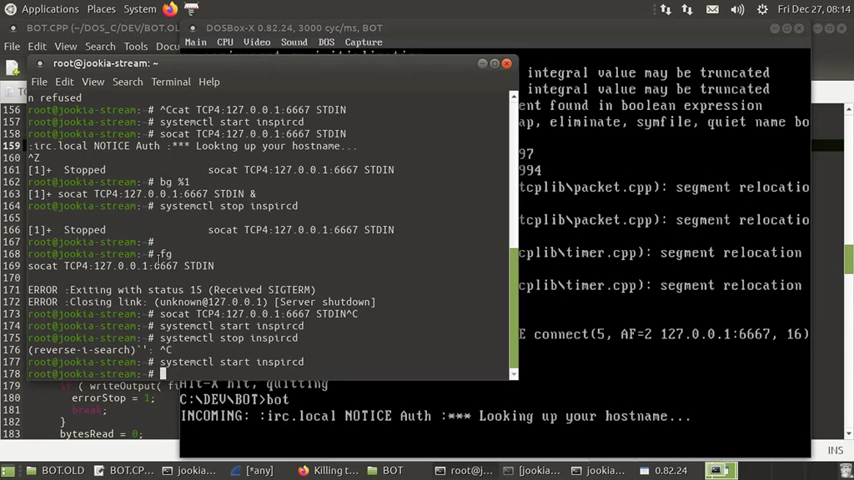 Applications Places System
Fri Dec 27, 08:14
BOT.CPP (~/DOS_C/DEV/BOT.OL
DOSBox-X 0.82.24, 3000 cyc/ms, BOT
File Edit View Search Tools Docum
Main CPU Video Sound DOS Capture
root@jookia-stream: ~
File Edit View Search Terminal Help
n refused
156 root@jookia-stream:~# ^Ccat TCP4:127.0.0.1:6667 STDIN
157 root@jookia-stream:~# systemctl start inspircd
158 root@jookia-stream:~# socat TCP4:127.0.0.1:6667 STDIN
159 :irc.local NOTICE Auth :*** Looking up your hostname...
160 ^Z
161 [1]+ Stopped socat TCP4:127.0.0.1:6667 STDIN
162 root@jookia-stream:~# bg %1
163 [1]+ socat TCP4:127.0.0.1:6667 STDIN &
164 root@jookia-stream:~# systemctl stop inspircd
165
166 [1]+ Stopped socat TCP4:127.0.0.1:6667 STDIN
167 root@jookia-stream:~#
168 root@jookia-stream:~# fg
169 socat TCP4:127.0.0.1:6667 STDIN
170
171 ERROR :Exiting with status 15 (Received SIGTERM)
172 ERROR :Closing link: (unknown@127.0.0.1) [Server shutdown]
173 root@jookia-stream:~# socat TCP4:127.0.0.1:6667 STDIN^C
174 root@jookia-stream:~# systemctl start inspircd
175 root@jookia-stream:~# systemctl stop inspircd
176 (reverse-i-search)`': ^C
177 root@jookia-stream:~# systemctl start inspircd
178 root@jookia-stream:~#
179 if ( writeOutput( fi
180 errorStop = 1;
181 break;
182 }
183 bytesRead = 0;
integral value may be truncated
integral value may be truncated
ent found in boolean expression
ap, eliminate, symfile, quiet name bo
97
994
tcplib\packet.cpp): segment relocation
tcplib\packet.cpp): segment relocation
cplib\timer.cpp): segment relocation
cplib\timer.cpp): segment relocation
E connect(5, AF=2 127.0.0.1:6667, 16)
Alt-X hit, quitting
C:\DEV\BOT>bot
INCOMING: :irc.local NOTICE Auth :*** Looking up your hostname...
INS
BOT.OLD
BOT.CP...
jookia...
[*any]
Killing t...
BOT
root@jo...
[jookia-...
jookia-...
0.82.24